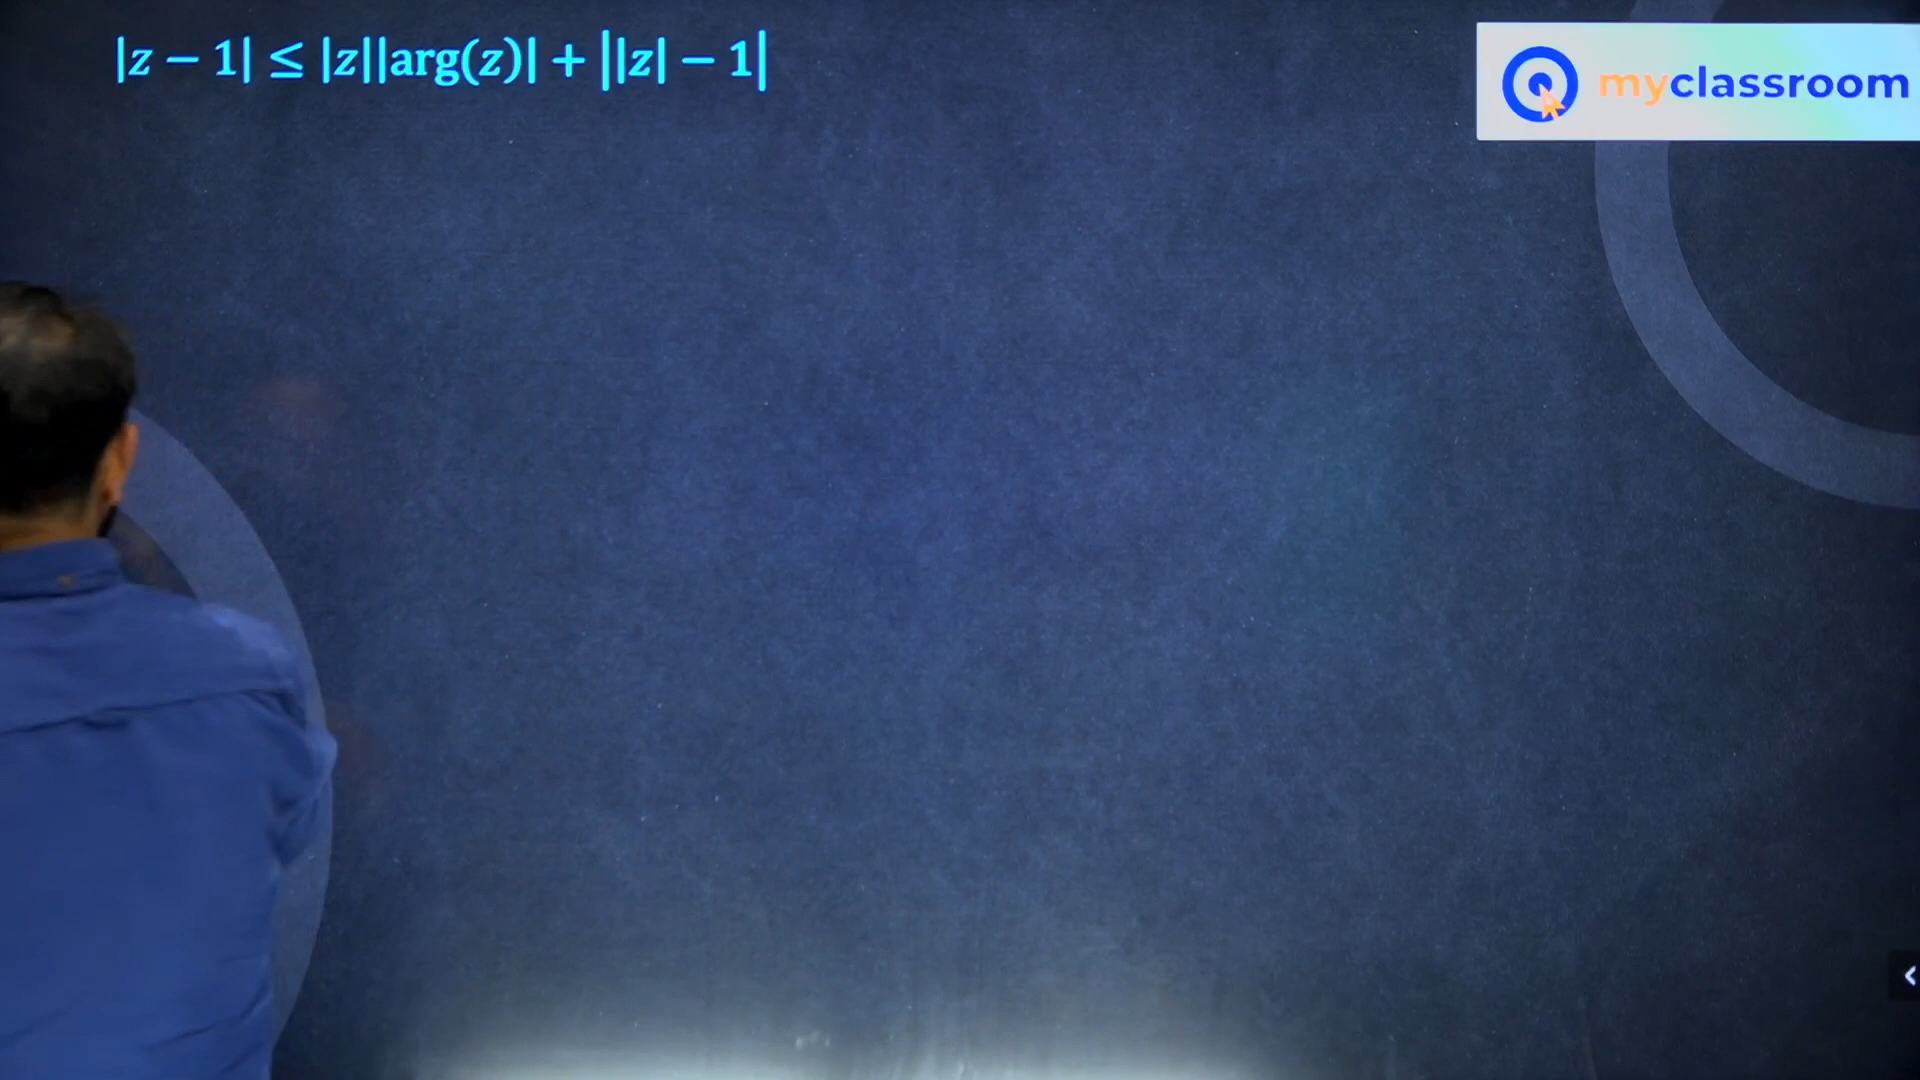 |z − 1| ≤ |z||arg(z)| + ||z| − 1|
myclassroom